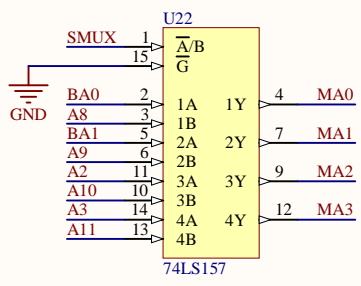 U22
SMUX 1 A/B
15 G
GND
BA0 2 1A 1Y 4 MA0
A8 3 1B
BA1 5 2A 2Y 7 MA1
A9 6 2B
A2 11 3A 3Y 9 MA2
A10 10 3B
A3 14 4A 4Y 12 MA3
A11 13 4B
74LS157